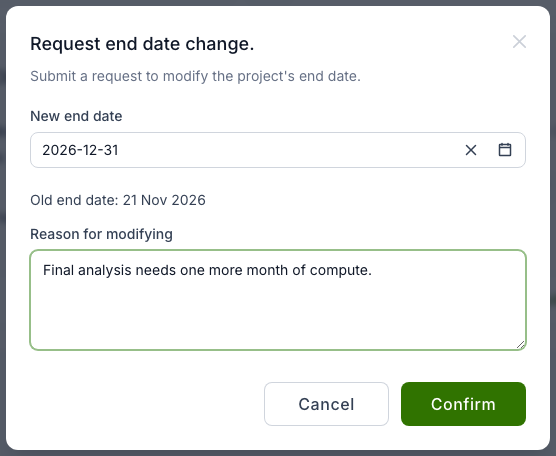 Request end date change.
Submit a request to modify the project's end date.
New end date
2026-12-31
Old end date: 21 Nov 2026
Reason for modifying
Final analysis needs one more month of compute.
Cancel
Confirm